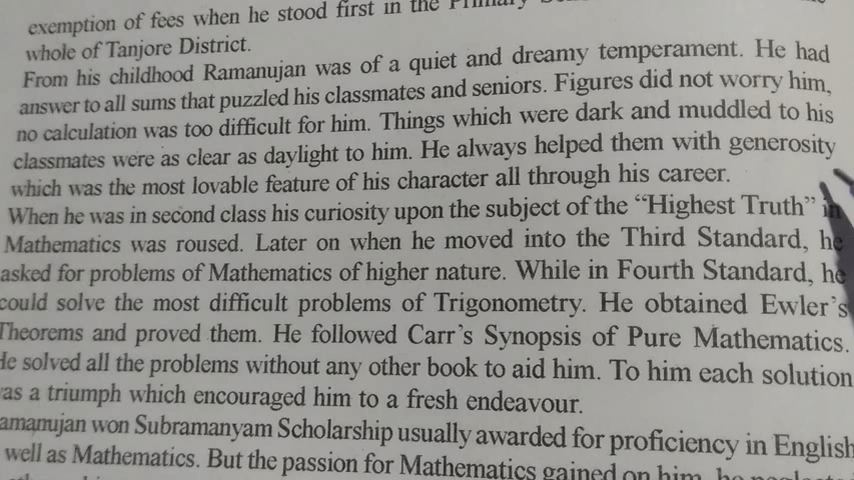 exemption of fees when he stood first in the
whole of Tanjore District.
From his childhood Ramanujan was of a quiet and dreamy temperament. He had
answer to all sums that puzzled his classmates and seniors. Figures did not worry him,
no calculation was too difficult for him. Things which were dark and muddled to his
classmates were as clear as daylight to him. He always helped them with generosity
which was the most lovable feature of his character all through his career.
When he was in second class his curiosity upon the subject of the “Highest Truth” in
Mathematics was roused. Later on when he moved into the Third Standard, he
asked for problems of Mathematics of higher nature. While in Fourth Standard, he
could solve the most difficult problems of Trigonometry. He obtained Ewler's
Theorems and proved them. He followed Carr's Synopsis of Pure Mathematics.
He solved all the problems without any other book to aid him. To him each solution
as a triumph which encouraged him to a fresh endeavour.
amanujan won Subramanyam Scholarship usually awarded for proficiency in English
well as Mathematics. But the passion for Mathematics gained on him, he